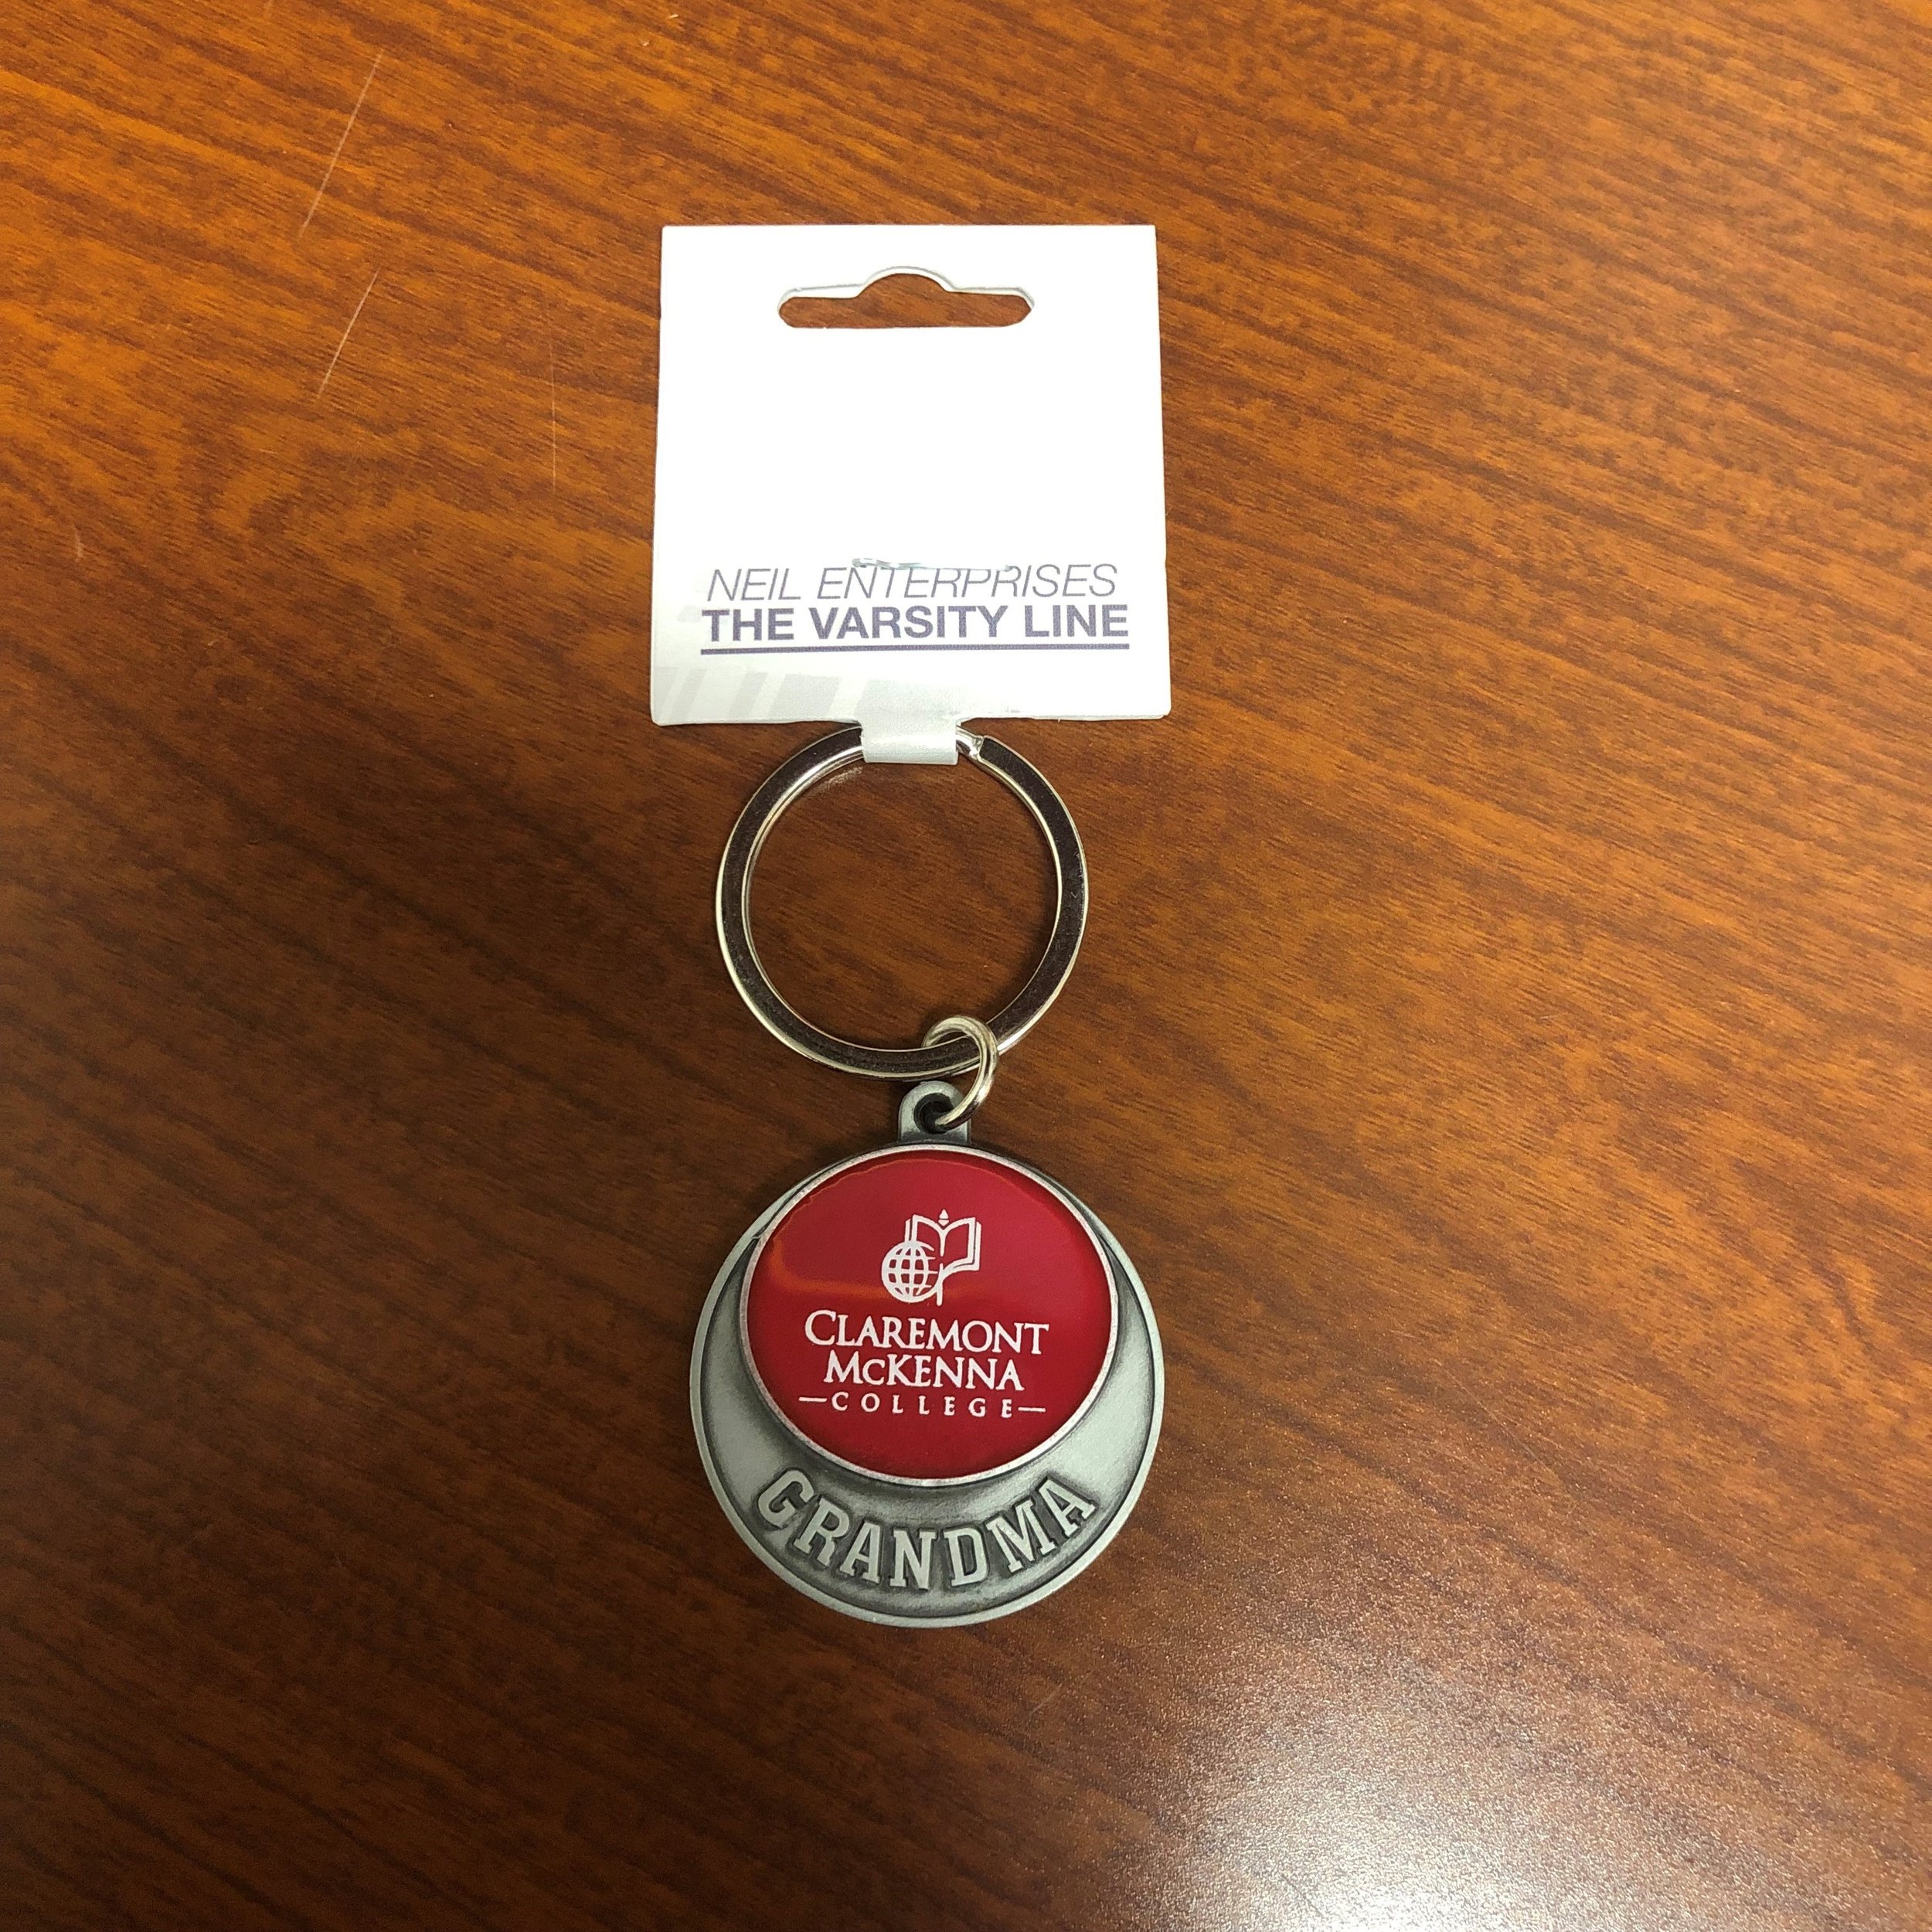 NEIL ENTERPRISES
THE VARSITY LINE
CLAREMONT
MCKENNA
—COLLEGE—
GRANDMA